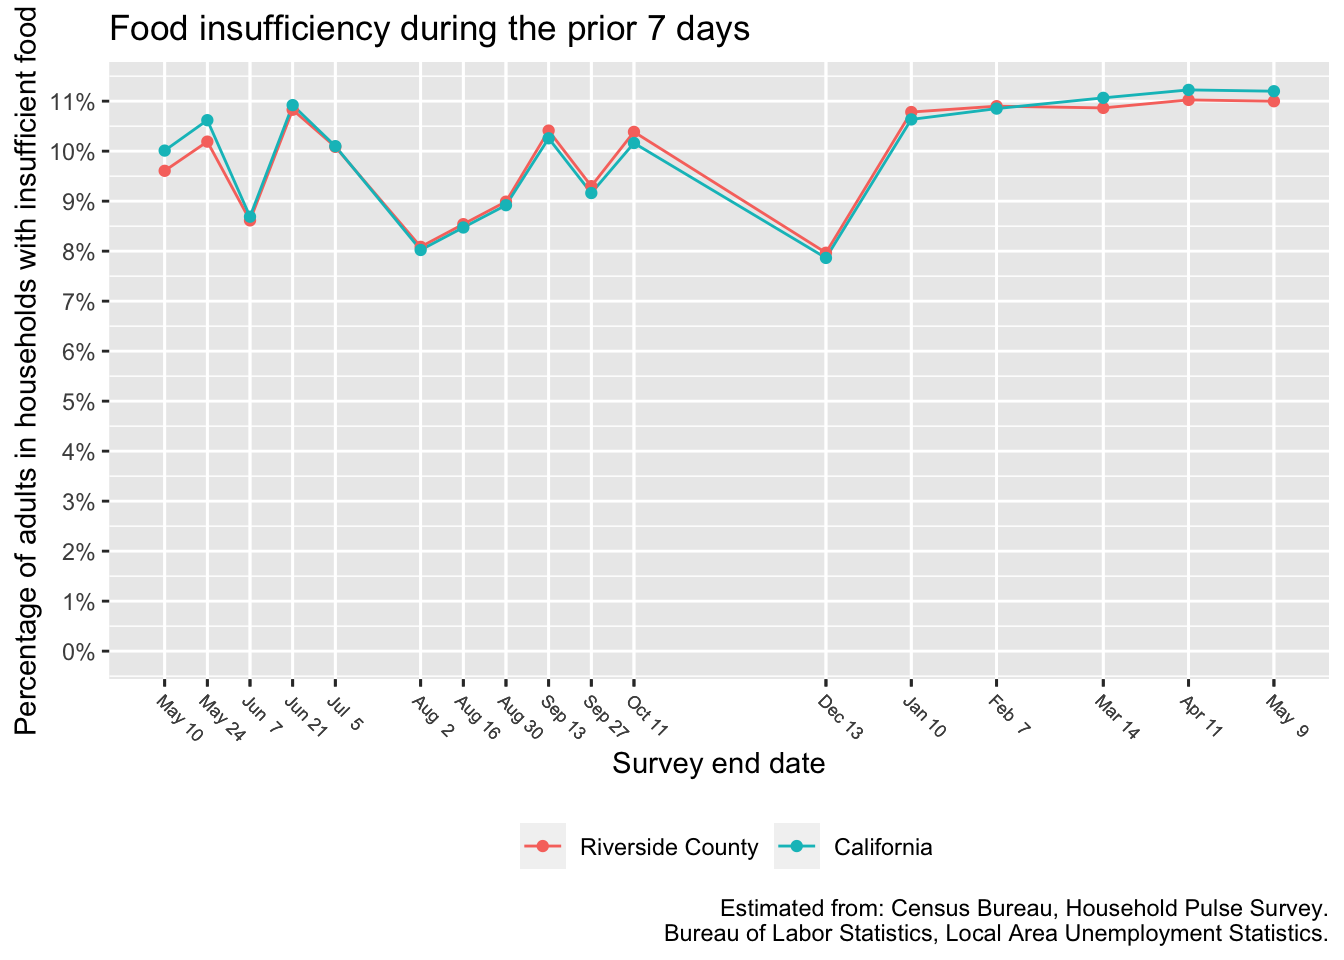 Food insufficiency during the prior 7 days
Percentage of adults in households with insufficient food
11%
10%
9%
8%
7%
6%
5%
4%
3%
2%
1%
0%
May 10
May 24
Jun 7
Jun 21
Jul 5
Aug 2
Aug 16
Aug 30
Sep 13
Sep 27
Oct 11
Dec 13
Jan 10
Feb 7
Mar 14
Apr 11
May 9
Survey end date
Riverside County
California
Estimated from: Census Bureau, Household Pulse Survey.
Bureau of Labor Statistics, Local Area Unemployment Statistics.